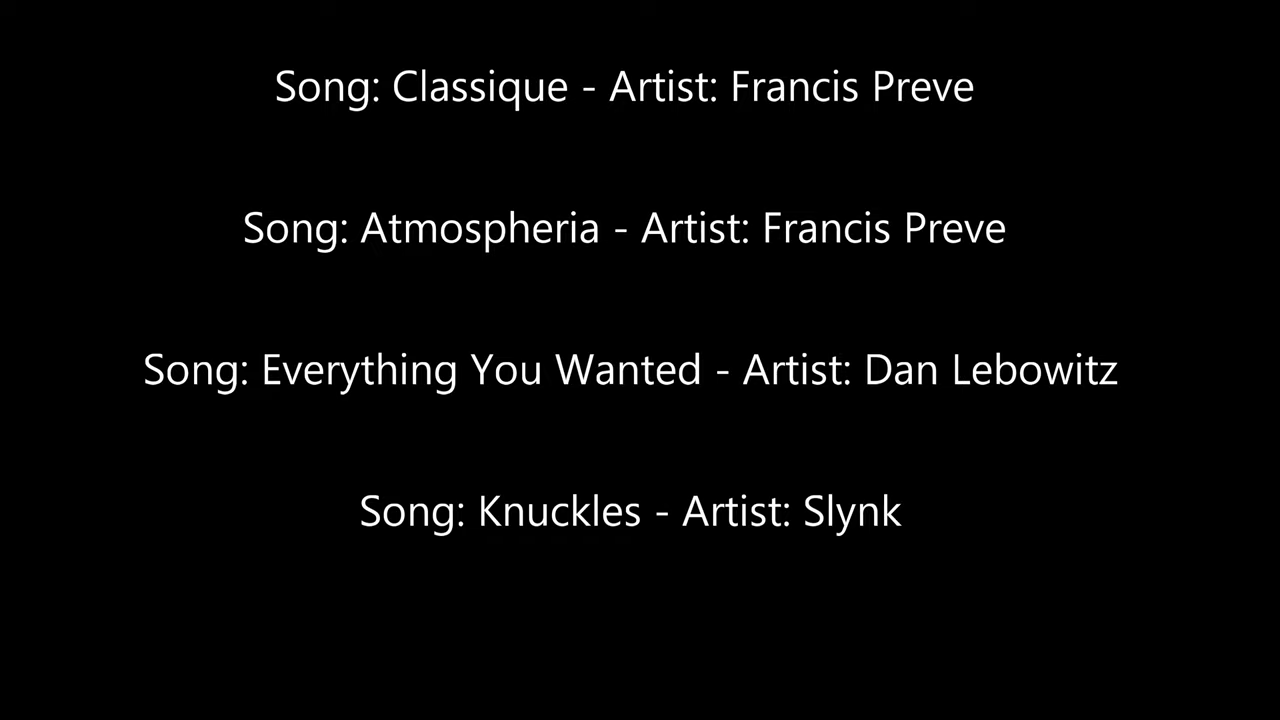 Song: Classique - Artist: Francis Preve
Song: Atmospheria - Artist: Francis Preve
Song: Everything You Wanted - Artist: Dan Lebowitz
Song: Knuckles - Artist: Slynk